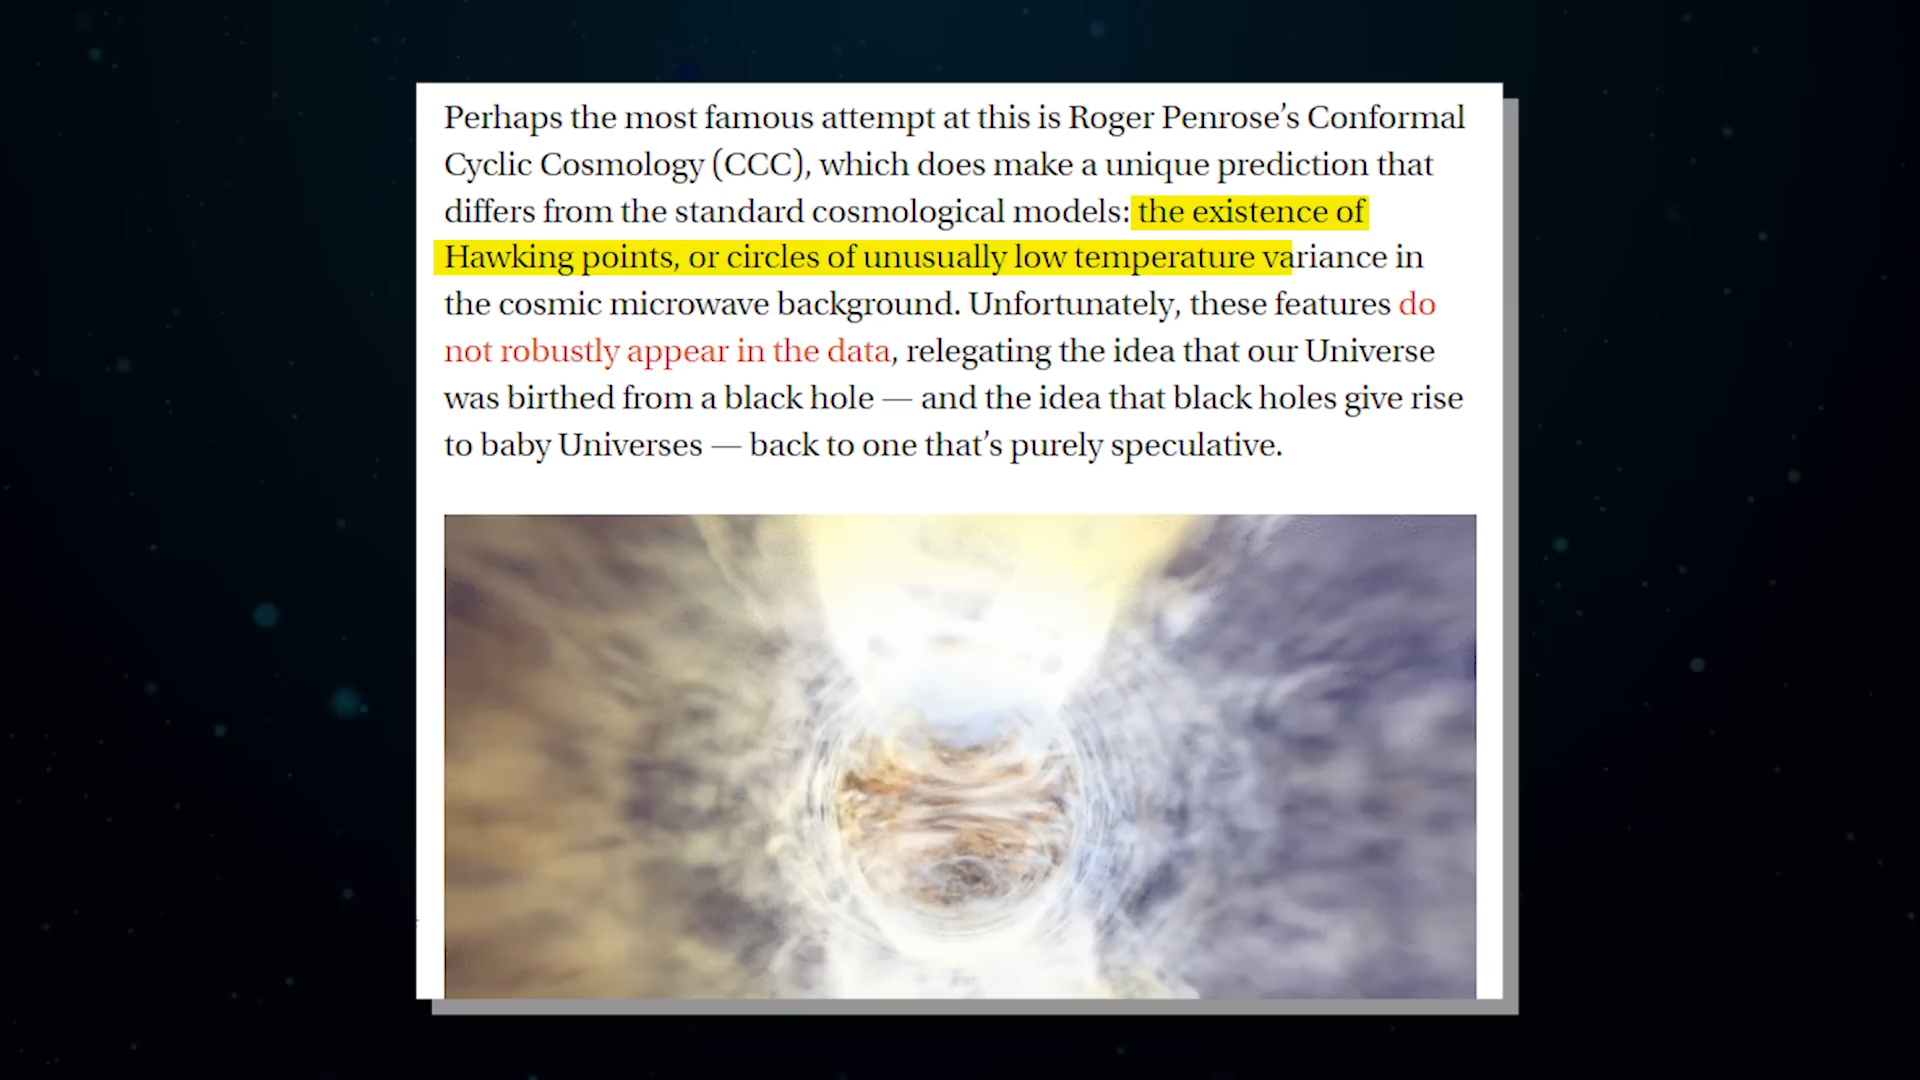 Perhaps the most famous attempt at this is Roger Penrose’s Conformal
Cyclic Cosmology (CCC), which does make a unique prediction that
differs from the standard cosmological models: the existence of
Hawking points, or circles of unusually low temperature variance in
the cosmic microwave background. Unfortunately, these features do
not robustly appear in the data, relegating the idea that our Universe
was birthed from a black hole — and the idea that black holes give rise
to baby Universes — back to one that’s purely speculative.